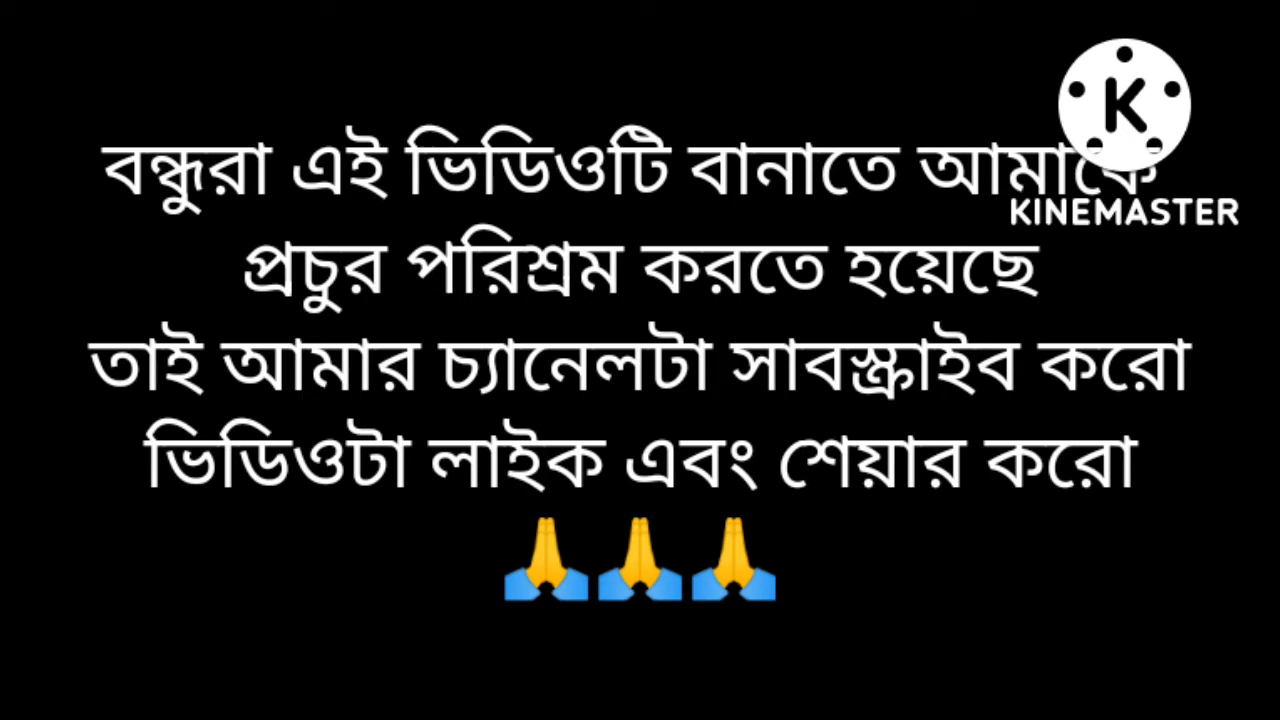 বন্ধুরা এই ভিডিওটি বানাতে আমাকে
প্রচুর পরিশ্রম করতে হয়েছে
তাই আমার চ্যানেলটা সাবস্ক্রাইব করো
ভিডিওটা লাইক এবং শেয়ার করো
🙏🙏🙏
K
KINEMASTER